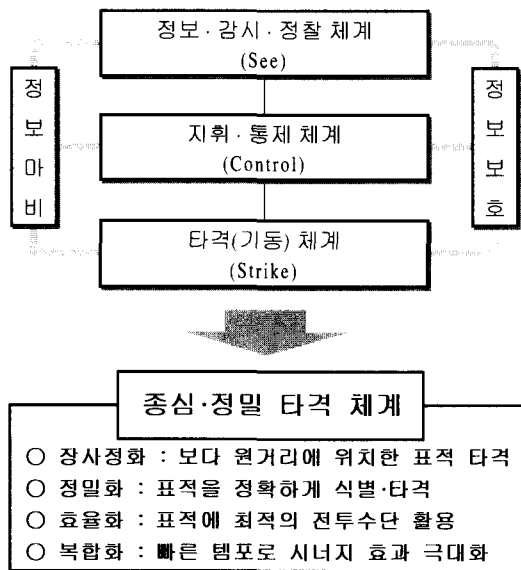 정보·감시·정찰 체계
(See)
정보마비
지휘·통제 체계
(Control)
정보보호
타격(기동) 체계
(Strike)
종심·정밀 타격 체계
○ 장사정화 : 보다 원거리에 위치한 표적 타격
○ 정밀화 : 표적을 정확하게 식별·타격
○ 효율화 : 표적에 최적의 전투수단 활용
○ 복합화 : 빠른 템포로 시너지 효과 극대화